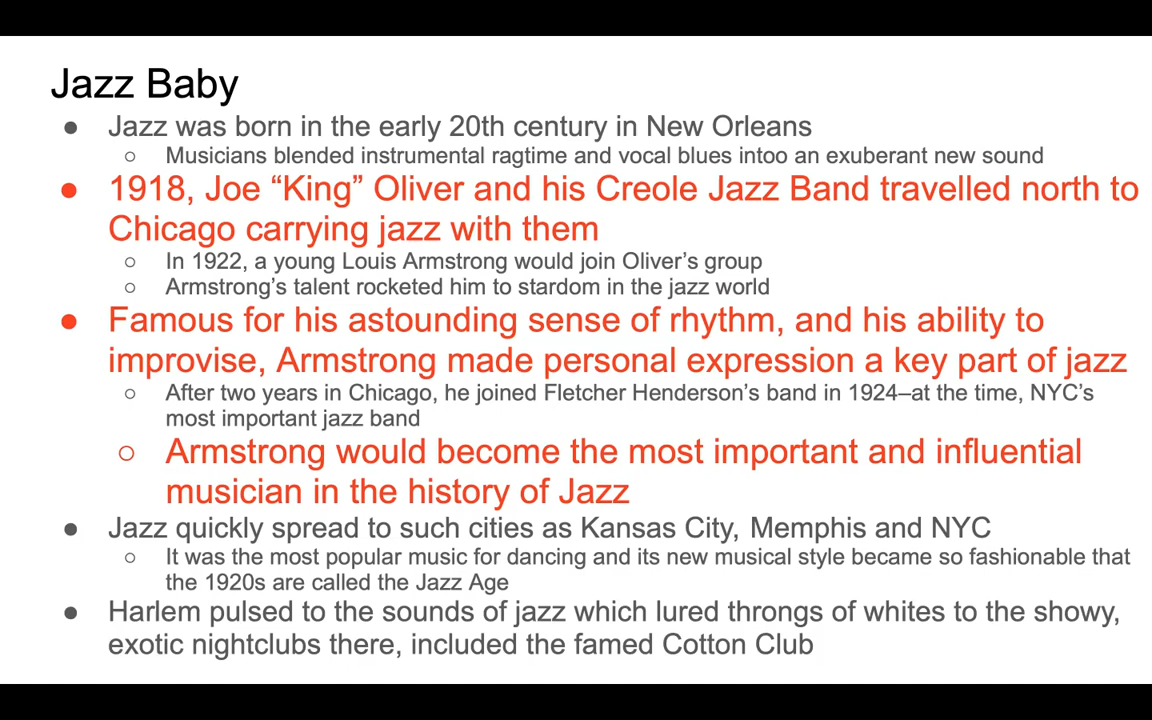 Jazz Baby
● Jazz was born in the early 20th century in New Orleans
○ Musicians blended instrumental ragtime and vocal blues intoo an exuberant new sound
● 1918, Joe “King” Oliver and his Creole Jazz Band travelled north to
Chicago carrying jazz with them
○ In 1922, a young Louis Armstrong would join Oliver’s group
○ Armstrong’s talent rocketed him to stardom in the jazz world
● Famous for his astounding sense of rhythm, and his ability to
improvise, Armstrong made personal expression a key part of jazz
○ After two years in Chicago, he joined Fletcher Henderson’s band in 1924–at the time, NYC’s
most important jazz band
○ Armstrong would become the most important and influential
musician in the history of Jazz
● Jazz quickly spread to such cities as Kansas City, Memphis and NYC
○ It was the most popular music for dancing and its new musical style became so fashionable that
the 1920s are called the Jazz Age
● Harlem pulsed to the sounds of jazz which lured throngs of whites to the showy,
exotic nightclubs there, included the famed Cotton Club